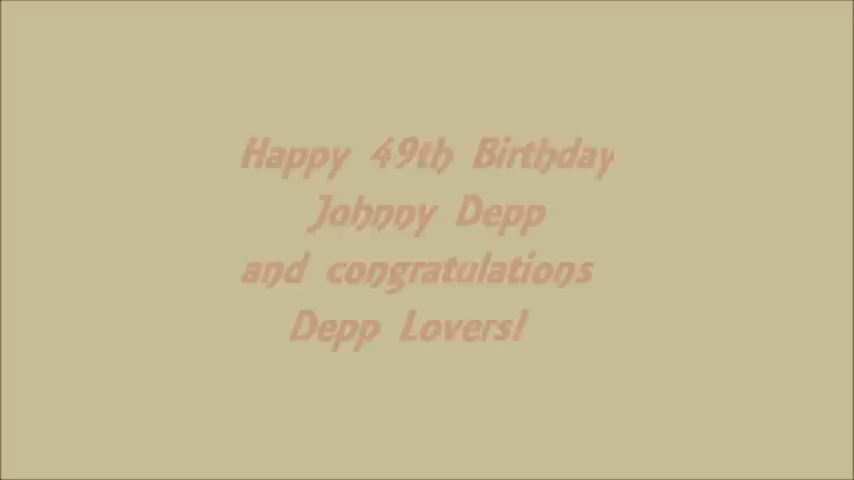 Happy 49th Birthday
Johnny Depp
and congratulations
Depp Lovers!